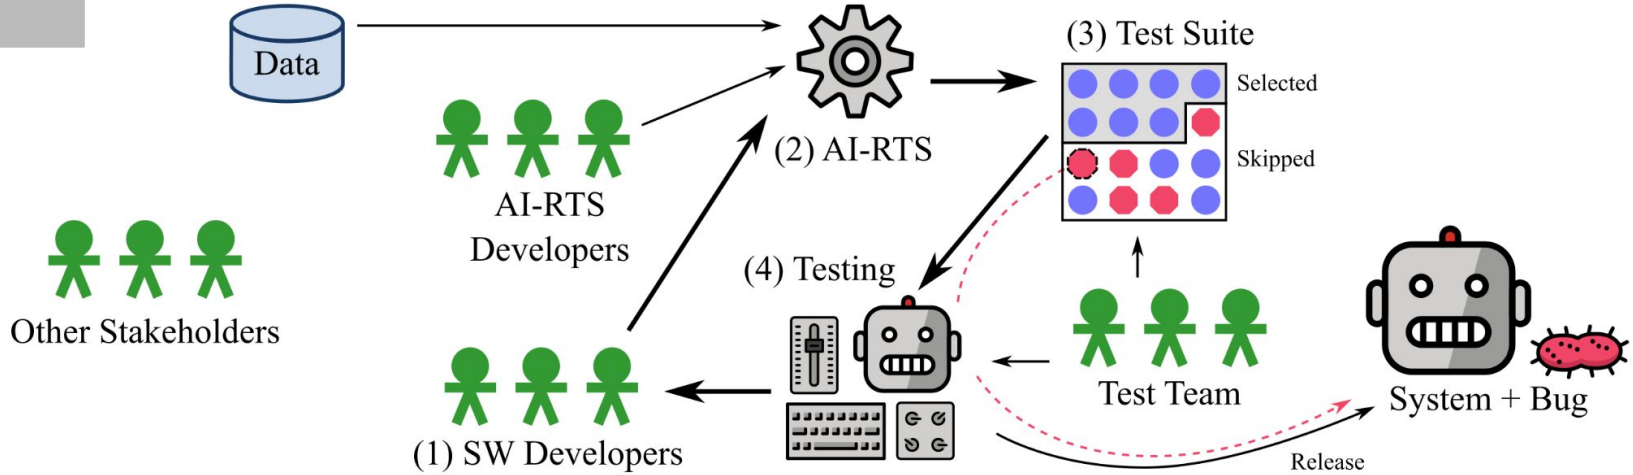 Data
(3) Test Suite
Selected
(2) AI-RTS
Skipped
AI-RTS
Developers
(4) Testing
Other Stakeholders
Test Team
System + Bug
(1) SW Developers
Release